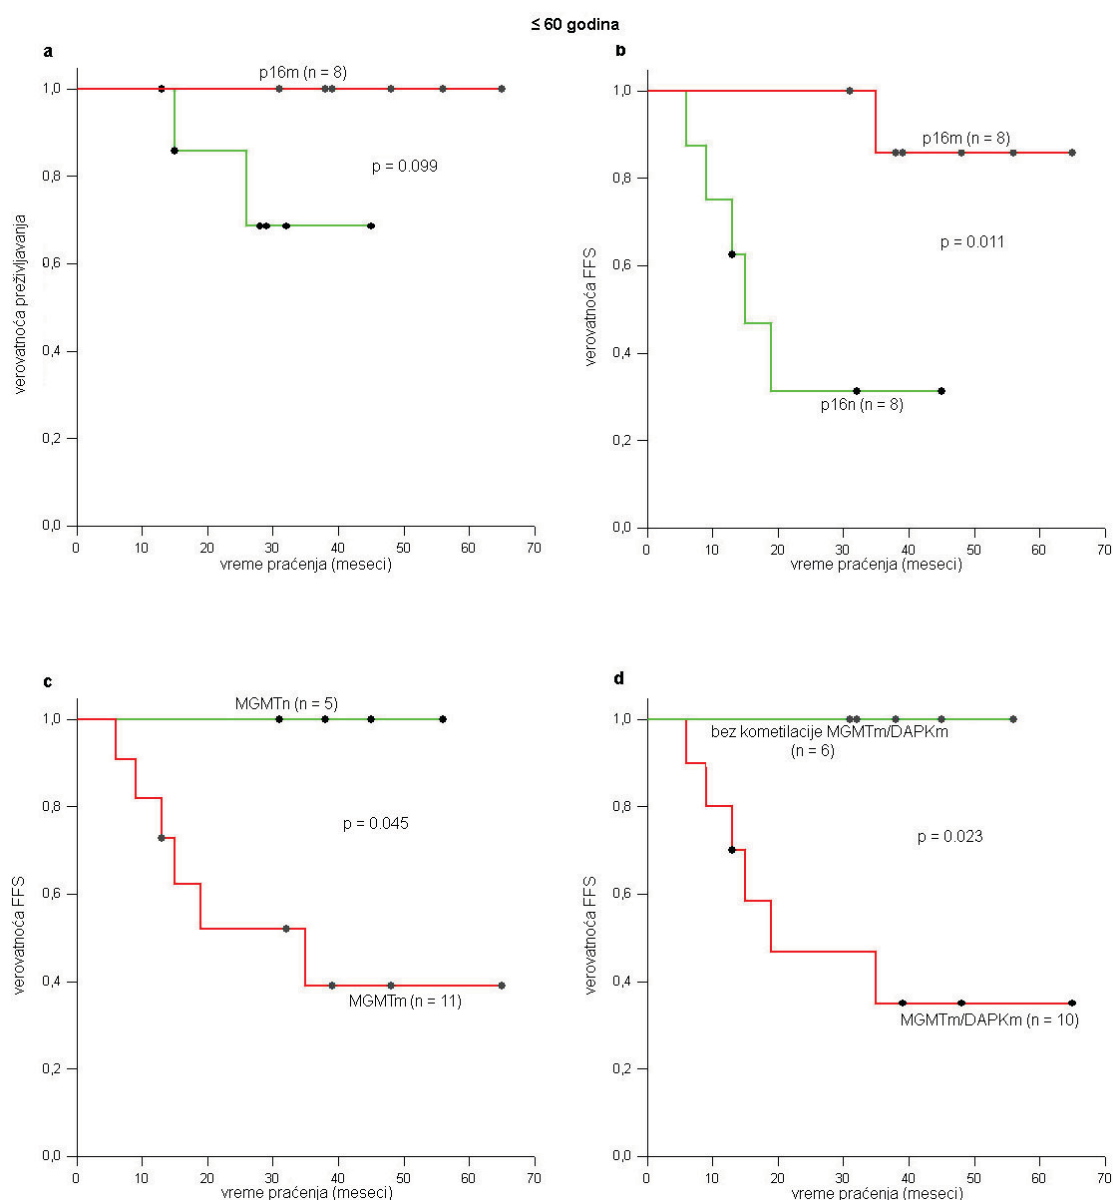 ≤ 60 godina
a
p16m (n = 8)
1,0
p = 0.099
0,8
0,6
0,4
0,2
0,0
verovatnoća preživljavanja
0 10 20 30 40 50 60 70
vreme praćenja (meseci)
b
1,0
p16m (n = 8)
0,8
p = 0.011
0,6
0,4
p16n (n = 8)
0,2
0,0
verovatnoća FFS
0 10 20 30 40 50 60 70
vreme praćenja (meseci)
c
MGMTn (n = 5)
1,0
0,8
p = 0.045
0,6
0,4
MGMTm (n = 11)
0,2
0,0
verovatnoća FFS
0 10 20 30 40 50 60 70
vreme praćenja (meseci)
d
1,0
bez kometilacije MGMTm/DAPKm
(n = 6)
0,8
p = 0.023
0,6
0,4
MGMTm/DAPKm (n = 10)
0,2
0,0
verovatnoća FFS
0 10 20 30 40 50 60 70
vreme praćenja (meseci)